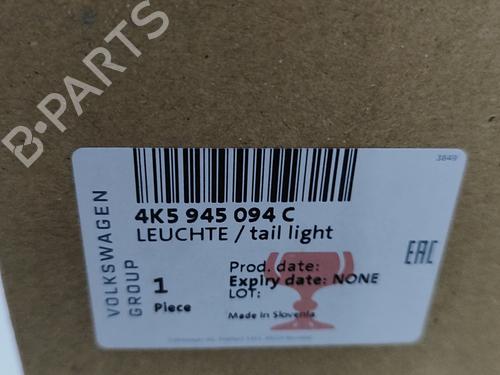 B-PARTS
3849
4K5 945 094 C
LEUCHTE / tail light
VOLKSWAGEN
GROUP
1
Piece
Prod. date:
Expiry date: NONE
LOT:
Made in Slovenia
EAC